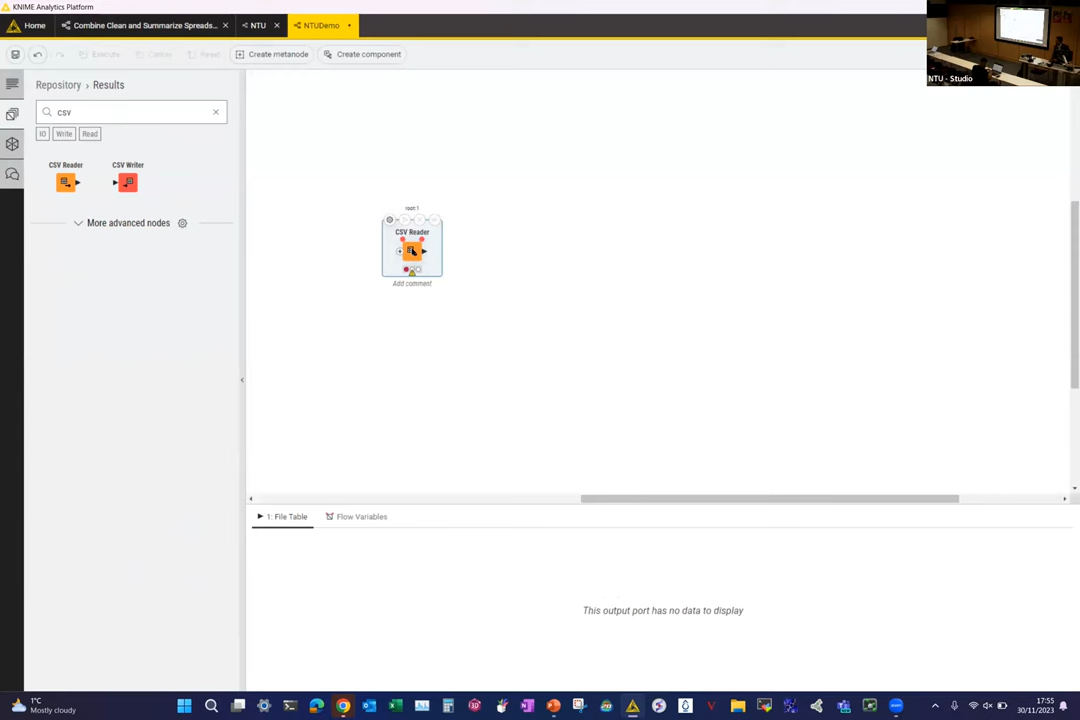 KNIME Analytics Platform
Home
Combine Clean and Summarize Spreads...
NTU
NTUDemo
Execute
Cancel
Reset
Create metanode
Create component
NTU - Studio
Repository › Results
csv
IO
Write
Read
CSV Reader
CSV Writer
More advanced nodes
root:1
CSV Reader
Add comment
1: File Table
Flow Variables
This output port has no data to display
1°C
Mostly cloudy
17:55
30/11/2023